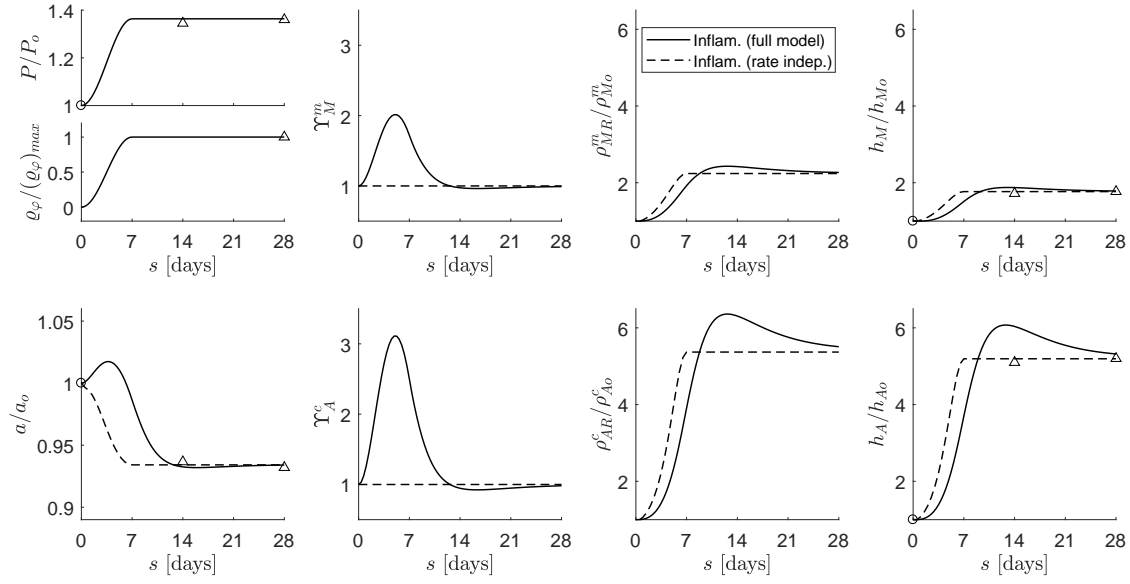 P/P_o
1.4
1.2
1
ϱ_φ/(ϱ_φ)_max
1
0.5
0
0 7 14 21 28
s [days]
Υ^m_M
3
2
1
0 7 14 21 28
s [days]
ρ^m_MR/ρ^m_Mo
6
4
2
Inflam. (full model)
Inflam. (rate indep.)
0 7 14 21 28
s [days]
h_M/h_Mo
6
4
2
0 7 14 21 28
s [days]
a/a_o
1.05
1
0.95
0.9
0 7 14 21 28
s [days]
Υ^c_A
3
2
1
0 7 14 21 28
s [days]
ρ^c_AR/ρ^c_Ao
6
4
2
0 7 14 21 28
s [days]
h_A/h_Ao
6
4
2
0 7 14 21 28
s [days]